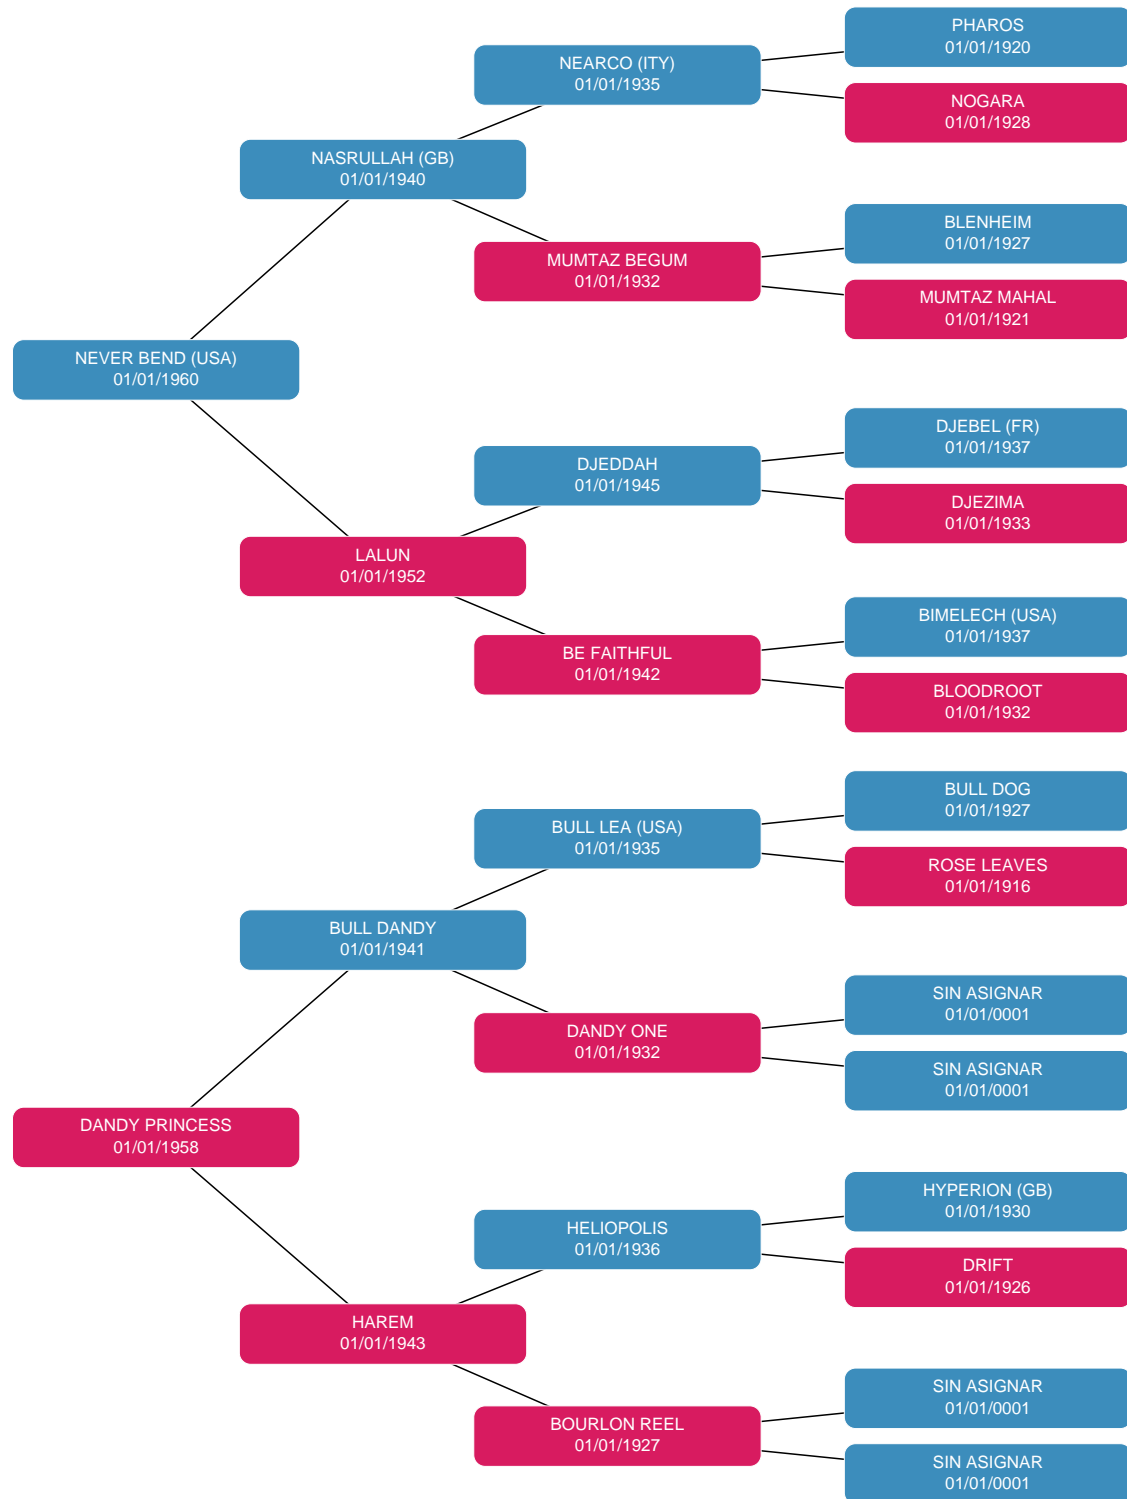 PHAROS
01/01/1920
NEARCO (ITY)
01/01/1935
NOGARA
01/01/1928
NASRULLAH (GB)
01/01/1940
BLENHEIM
01/01/1927
MUMTAZ BEGUM
01/01/1932
MUMTAZ MAHAL
01/01/1921
NEVER BEND (USA)
01/01/1960
DJEBEL (FR)
01/01/1937
DJEDDAH
01/01/1945
DJEZIMA
01/01/1933
LALUN
01/01/1952
BIMELECH (USA)
01/01/1937
BE FAITHFUL
01/01/1942
BLOODROOT
01/01/1932
BULL DOG
01/01/1927
BULL LEA (USA)
01/01/1935
ROSE LEAVES
01/01/1916
BULL DANDY
01/01/1941
SIN ASIGNAR
01/01/0001
DANDY ONE
01/01/1932
SIN ASIGNAR
01/01/0001
DANDY PRINCESS
01/01/1958
HYPERION (GB)
01/01/1930
HELIOPOLIS
01/01/1936
DRIFT
01/01/1926
HAREM
01/01/1943
SIN ASIGNAR
01/01/0001
BOURLON REEL
01/01/1927
SIN ASIGNAR
01/01/0001